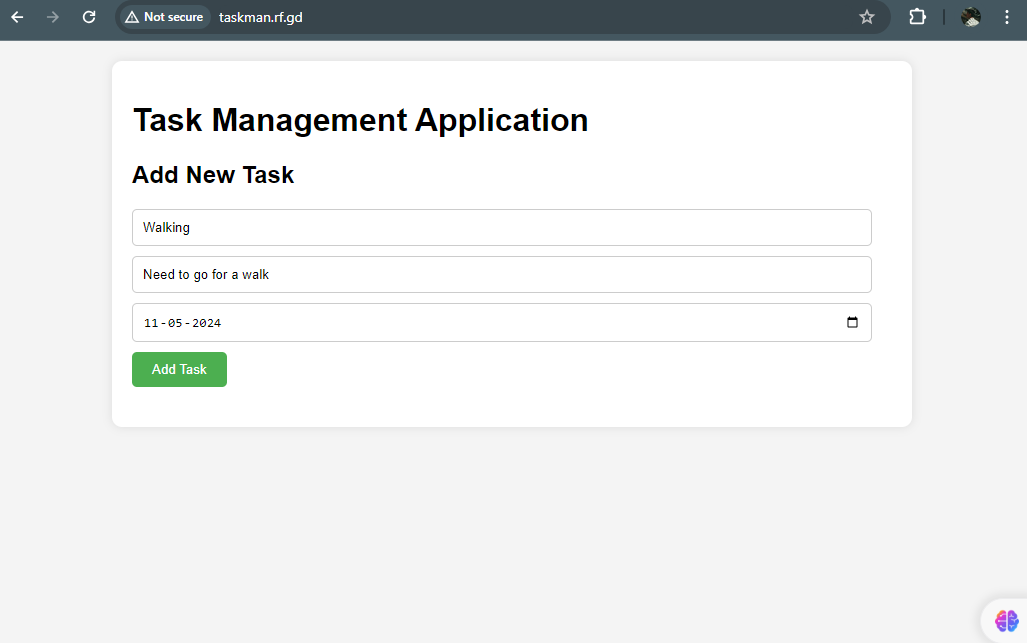 Not secure taskman.rf.gd
Task Management Application
Add New Task
Walking
Need to go for a walk
11-05-2024
Add Task